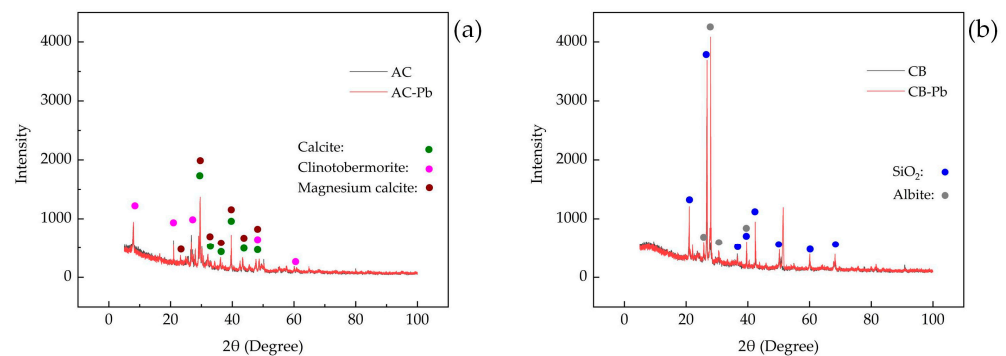 (a)
4000
3000
2000
1000
0
Intensity
AC
AC-Pb
Calcite:
Clinotobermorite:
Magnesium calcite:
0 20 40 60 80 100
2θ (Degree)
(b)
4000
3000
2000
1000
0
Intensity
CB
CB-Pb
SiO₂:
Albite:
0 20 40 60 80 100
2θ (Degree)